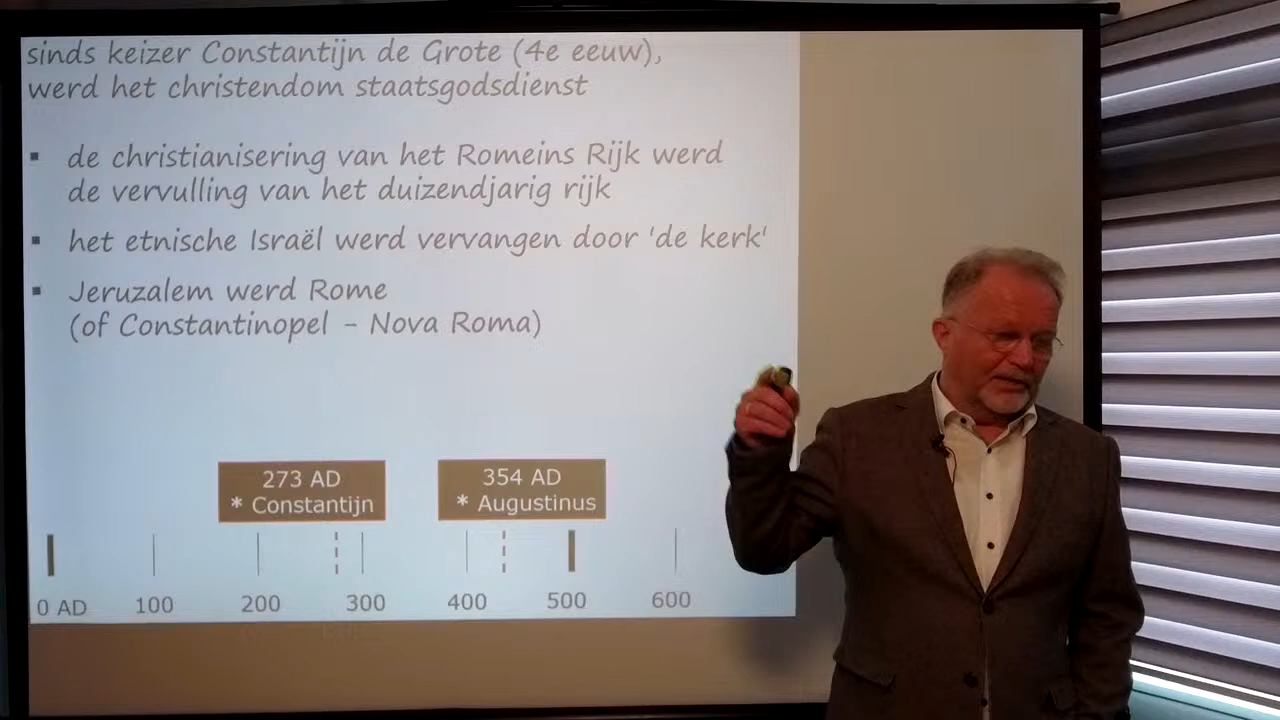 sinds keizer Constantijn de Grote (4e eeuw),
werd het christendom staatsgodsdienst
▪ de christianisering van het Romeins Rijk werd
de vervulling van het duizendjarig rijk
▪ het etnische Israël werd vervangen door 'de kerk'
▪ Jeruzalem werd Rome
(of Constantinopel – Nova Roma)
273 AD
* Constantijn
354 AD
* Augustinus
0 AD 100 200 300 400 500 600